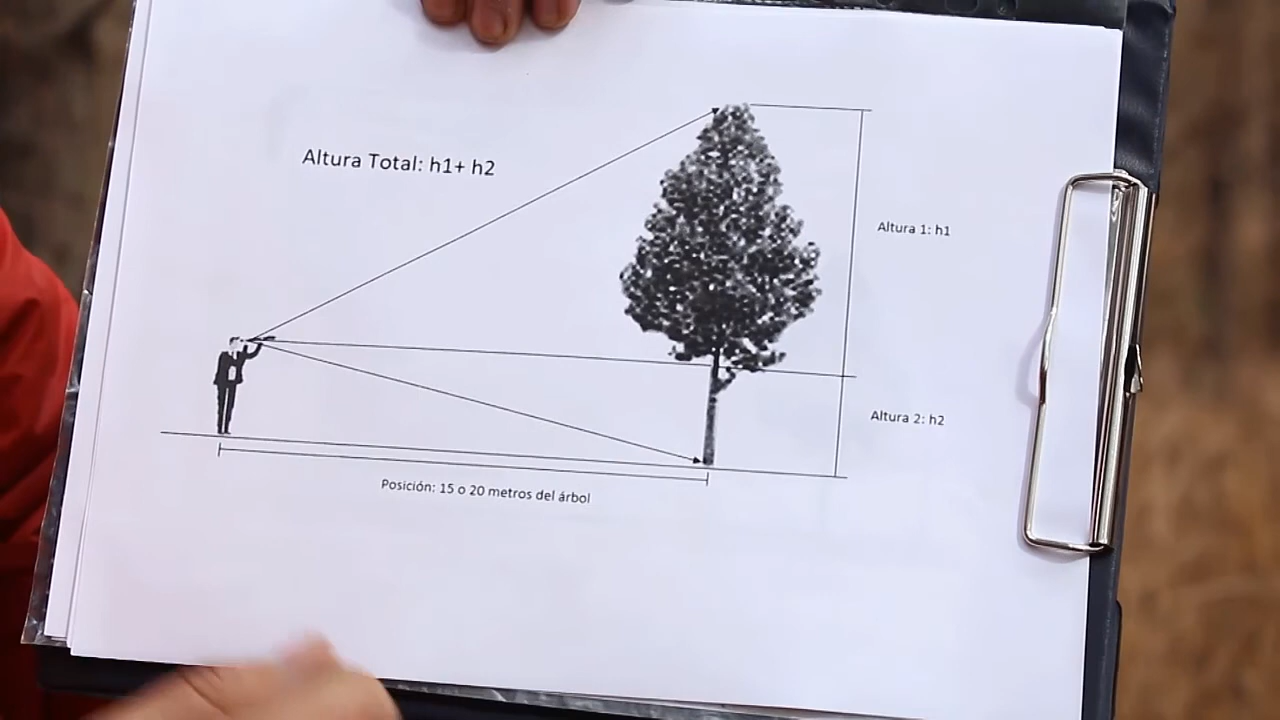 Altura Total: h1+ h2
Altura 1: h1
Altura 2: h2
Posición: 15 o 20 metros del árbol